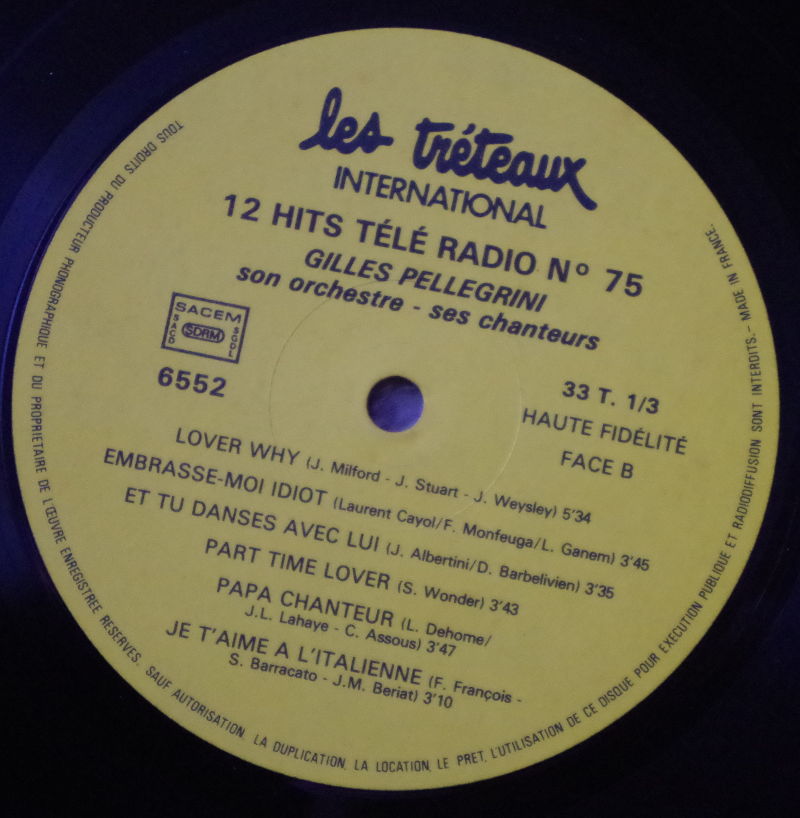 les tréteaux
INTERNATIONAL
12 HITS TÉLÉ RADIO N° 75
GILLES PELLEGRINI
son orchestre - ses chanteurs
SACEM
SACD
SDRM
SGDL
6552
33 T. 1/3
HAUTE FIDÉLITÉ
FACE B
LOVER WHY (J. Milford - J. Stuart - J. Weysley) 5'34
EMBRASSE-MOI IDIOT (Laurent Cayol/F. Monfeuga/L. Ganem) 3'45
ET TU DANSES AVEC LUI (J. Albertini/D. Barbelivien) 3'35
PART TIME LOVER (S. Wonder) 3'43
PAPA CHANTEUR (L. Dehome/
J.L. Lahaye - C. Assous) 3'47
JE T'AIME A L'ITALIENNE (F. François -
S. Barracato - J.M. Beriat) 3'10
TOUS DROITS DU PRODUCTEUR PHONOGRAPHIQUE ET DU PROPRIETAIRE DE L'ŒUVRE ENREGISTREE RESERVES. SAUF AUTORISATION LA DUPLICATION, LA LOCATION, LE PRET, L'UTILISATION DE CE DISQUE POUR EXECUTION PUBLIQUE ET RADIODIFFUSION SONT INTERDITS. - MADE IN FRANCE.